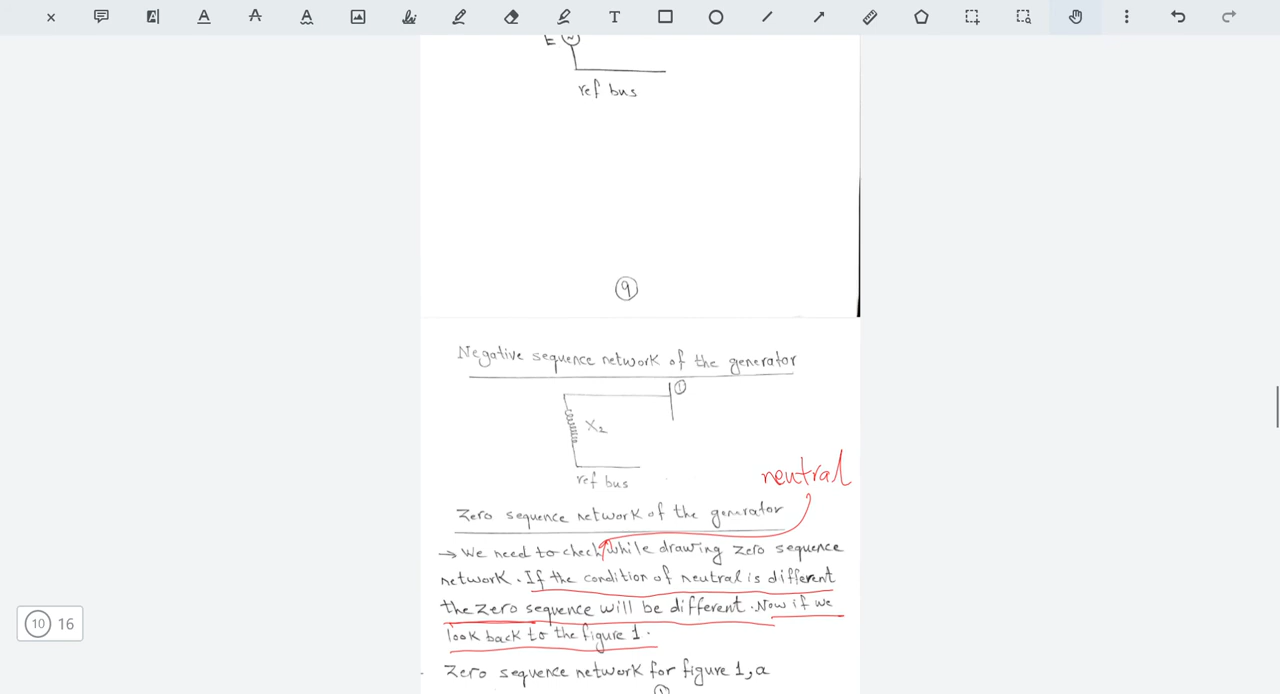 T
E
ref bus
9
Negative sequence network of the generator
1
X2
ref bus
neutral
Zero sequence network of the generator
→ We need to check while drawing zero sequence
network. If the condition of neutral is different
the zero sequence will be different. Now if we
look back to the figure 1.
10 16
Zero sequence network for figure 1, a
1